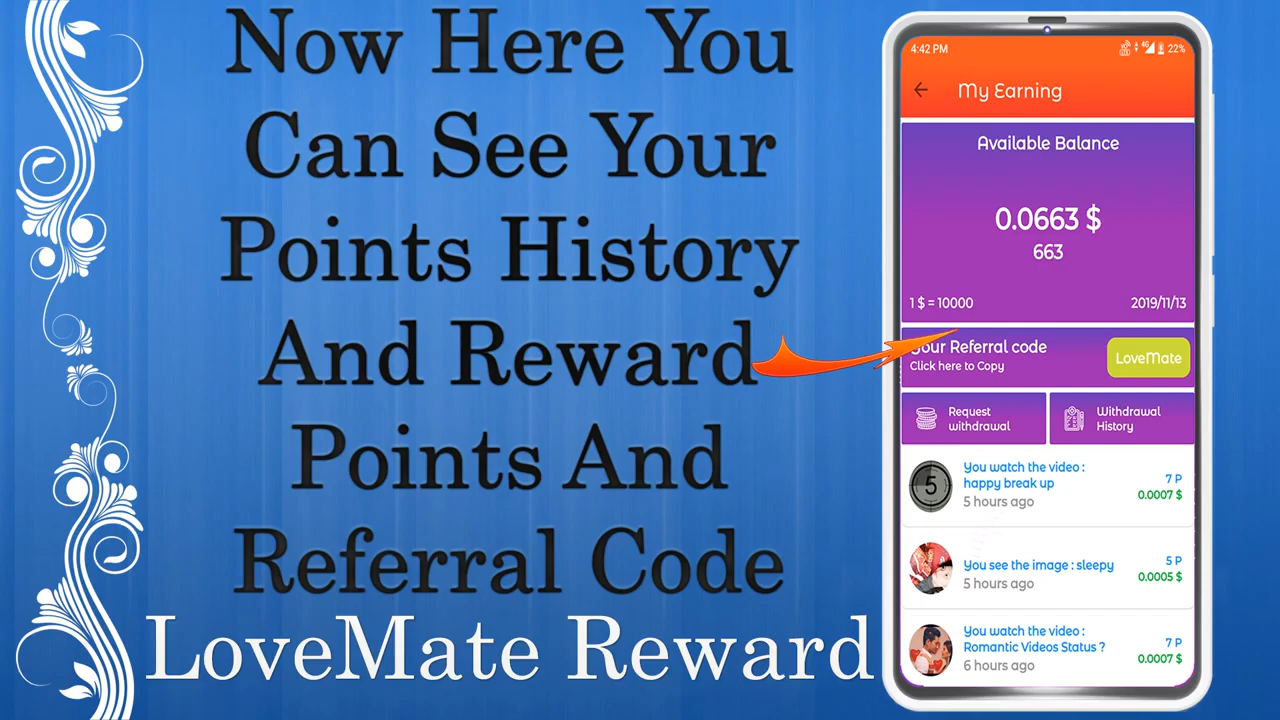 Now Here You
Can See Your
Points History
And Reward
Points And
Referral Code
LoveMate Reward
4:42 PM
4G 22%
My Earning
Available Balance
0.0663 $
663
1 $ = 10000 2019/11/13
Your Referral code
Click here to Copy
LoveMate
Request
withdrawal
Withdrawal
History
5
You watch the video :
happy break up
5 hours ago
7 P
0.0007 $
You see the image : sleepy
5 hours ago
5 P
0.0005 $
You watch the video :
Romantic Videos Status ?
6 hours ago
7 P
0.0007 $